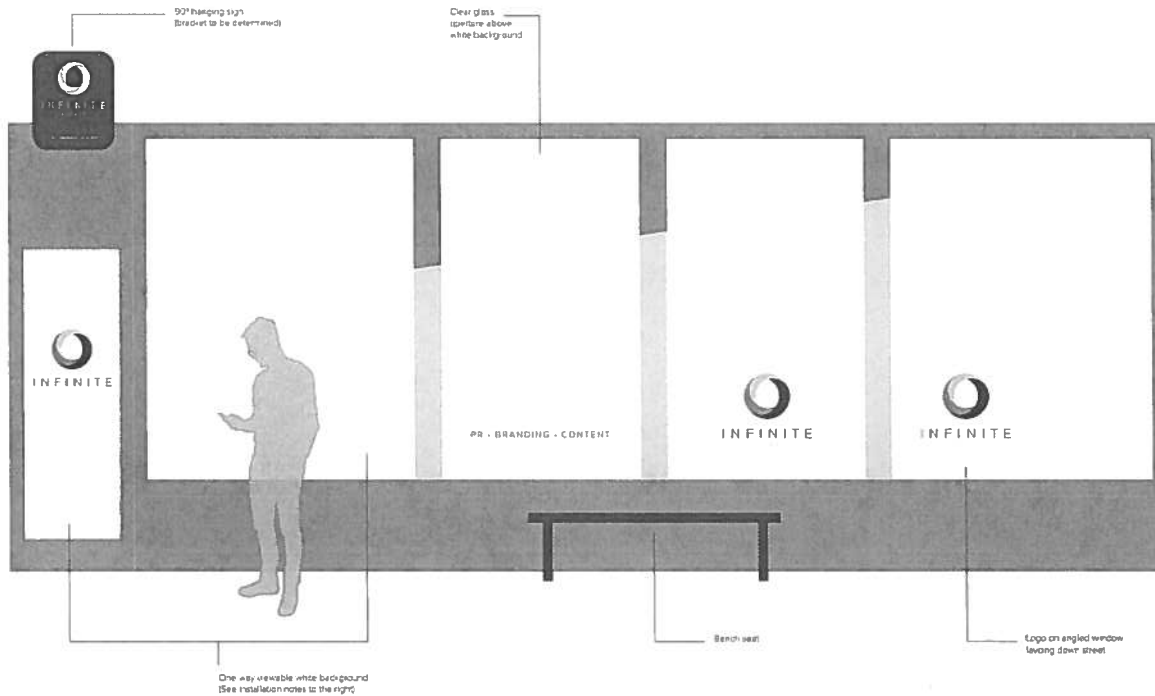 90° hanging sign
(bracket to be determined)
Clear glass
aperture above
white background
INFINITE
INFINITE
PR • BRANDING • CONTENT
INFINITE
INFINITE
Bench seat
Logo on angled window
facing down street
One way viewable white background
(See installation notes to the right)